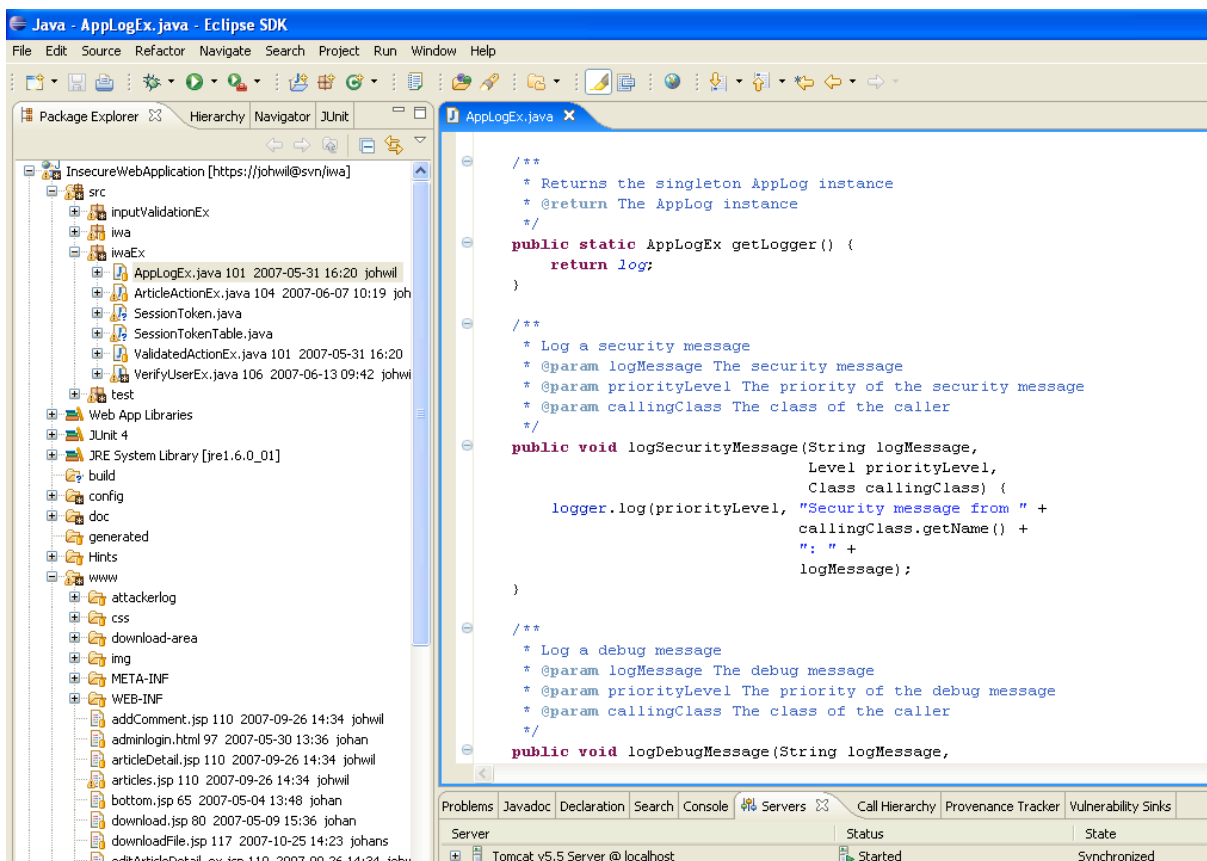 Java - AppLogEx.java - Eclipse SDK
File Edit Source Refactor Navigate Search Project Run Window Help
Package Explorer Hierarchy Navigator JUnit
InsecureWebApplication [https://johwil@svn/iwa]
src
inputValidationEx
iwa
iwaEx
AppLogEx.java 101 2007-05-31 16:20 johwil
ArticleActionEx.java 104 2007-06-07 10:19 joh
SessionToken.java
SessionTokenTable.java
ValidatedActionEx.java 101 2007-05-31 16:20
VerifyUserEx.java 106 2007-06-13 09:42 johwi
test
Web App Libraries
JUnit 4
JRE System Library [jre1.6.0_01]
build
config
doc
generated
Hints
www
attackerlog
css
download-area
img
META-INF
WEB-INF
addComment.jsp 110 2007-09-26 14:34 johwil
adminlogin.html 97 2007-05-30 13:36 johan
articleDetail.jsp 110 2007-09-26 14:34 johwil
articles.jsp 110 2007-09-26 14:34 johwil
bottom.jsp 65 2007-05-04 13:48 johan
download.jsp 80 2007-05-09 15:36 johan
downloadFile.jsp 117 2007-10-25 14:23 johans
editArticleDetail_ex.jsp 110 2007-09-26 14:34
AppLogEx.java
/**
* Returns the singleton AppLog instance
* @return The AppLog instance
*/
public static AppLogEx getLogger() {
return log;
}
/**
* Log a security message
* @param logMessage The security message
* @param priorityLevel The priority of the security message
* @param callingClass The class of the caller
*/
public void logSecurityMessage(String logMessage,
Level priorityLevel,
Class callingClass) {
logger.log(priorityLevel, "Security message from " +
callingClass.getName() +
": " +
logMessage);
}
/**
* Log a debug message
* @param logMessage The debug message
* @param priorityLevel The priority of the debug message
* @param callingClass The class of the caller
*/
public void logDebugMessage(String logMessage,
Problems Javadoc Declaration Search Console Servers Call Hierarchy Provenance Tracker Vulnerability Sinks
Server Status State
Tomcat v5.5 Server @ localhost Started Synchronized